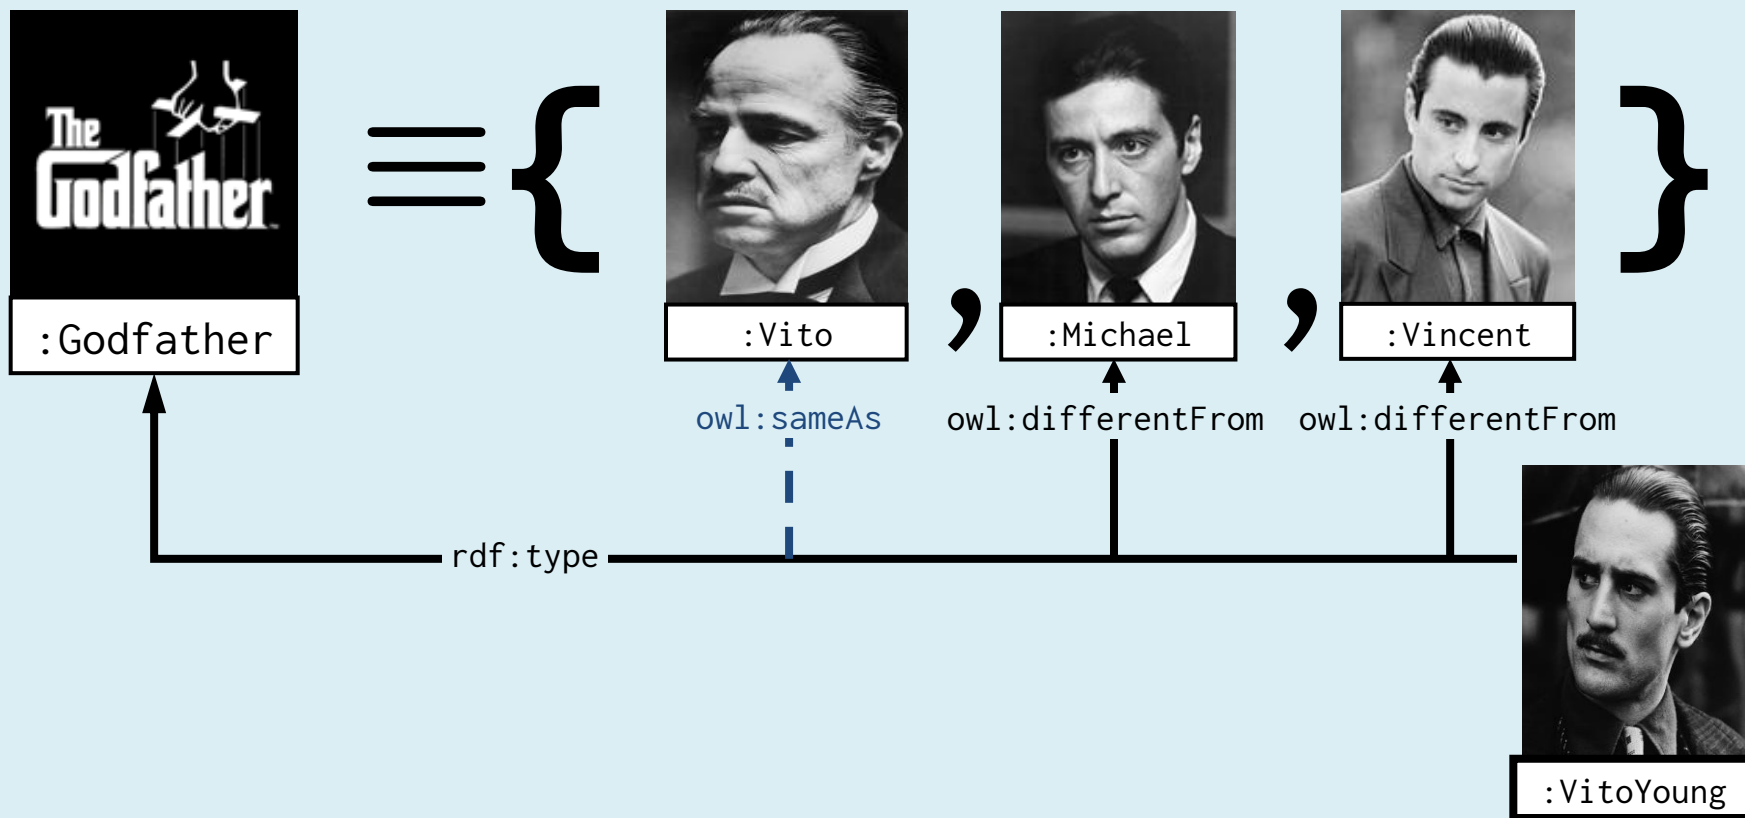 The
Godfather
≡ { , , }
:Godfather
:Vito
:Michael
:Vincent
owl:sameAs
owl:differentFrom
owl:differentFrom
rdf:type
:VitoYoung